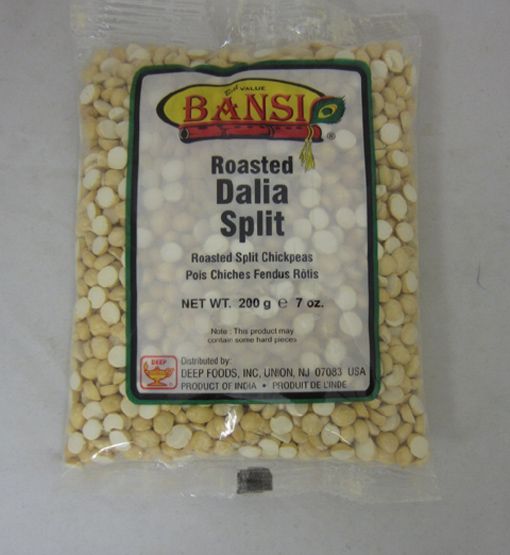 Best VALUE
BANSI
®
Roasted
Dalia
Split
Roasted Split Chickpeas
Pois Chiches Fendus Rôtis
NET WT. 200 g e 7 oz.
Note : This product may
contain some hard pieces
DEEP
Distributed by:
DEEP FOODS, INC, UNION, NJ 07083 USA
PRODUCT OF INDIA • PRODUIT DE L'INDE